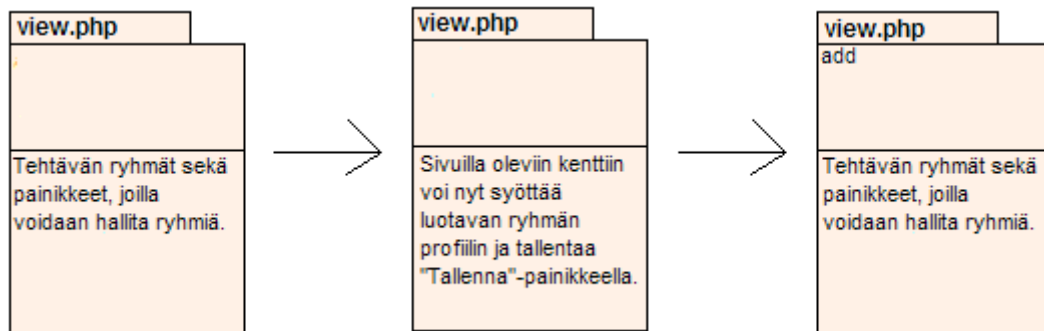 view.php
Tehtävän ryhmät sekä
painikkeet, joilla
voidaan hallita ryhmiä.
view.php
Sivuilla oleviin kenttiin
voi nyt syöttää
luotavan ryhmän
profiilin ja tallentaa
"Tallenna"-painikkeella.
view.php
add
Tehtävän ryhmät sekä
painikkeet, joilla
voidaan hallita ryhmiä.